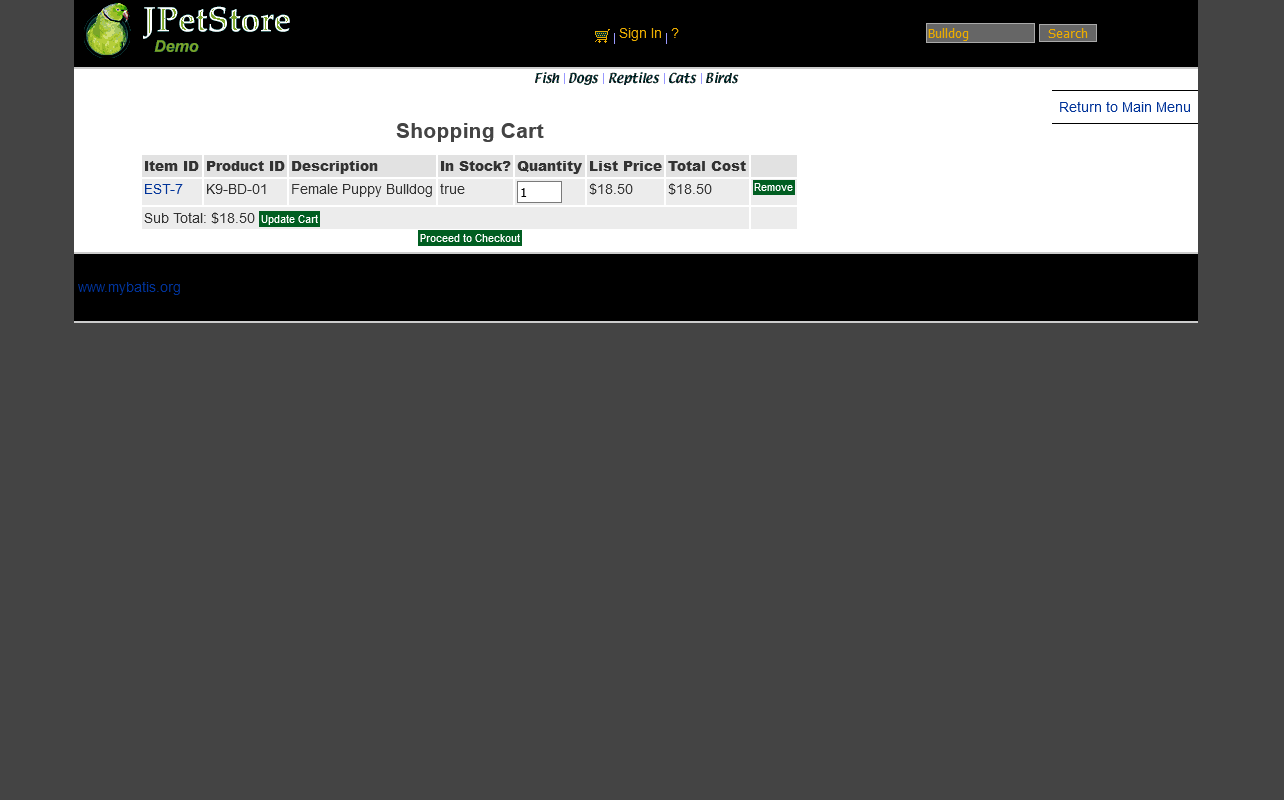 JPetStore
Demo
Sign In ?
Bulldog Search
Fish Dogs Reptiles Cats Birds
Return to Main Menu
Shopping Cart
Item ID Product ID Description In Stock? Quantity List Price Total Cost
EST-7 K9-BD-01 Female Puppy Bulldog true 1 $18.50 $18.50 Remove
Sub Total: $18.50 Update Cart
Proceed to Checkout
www.mybatis.org